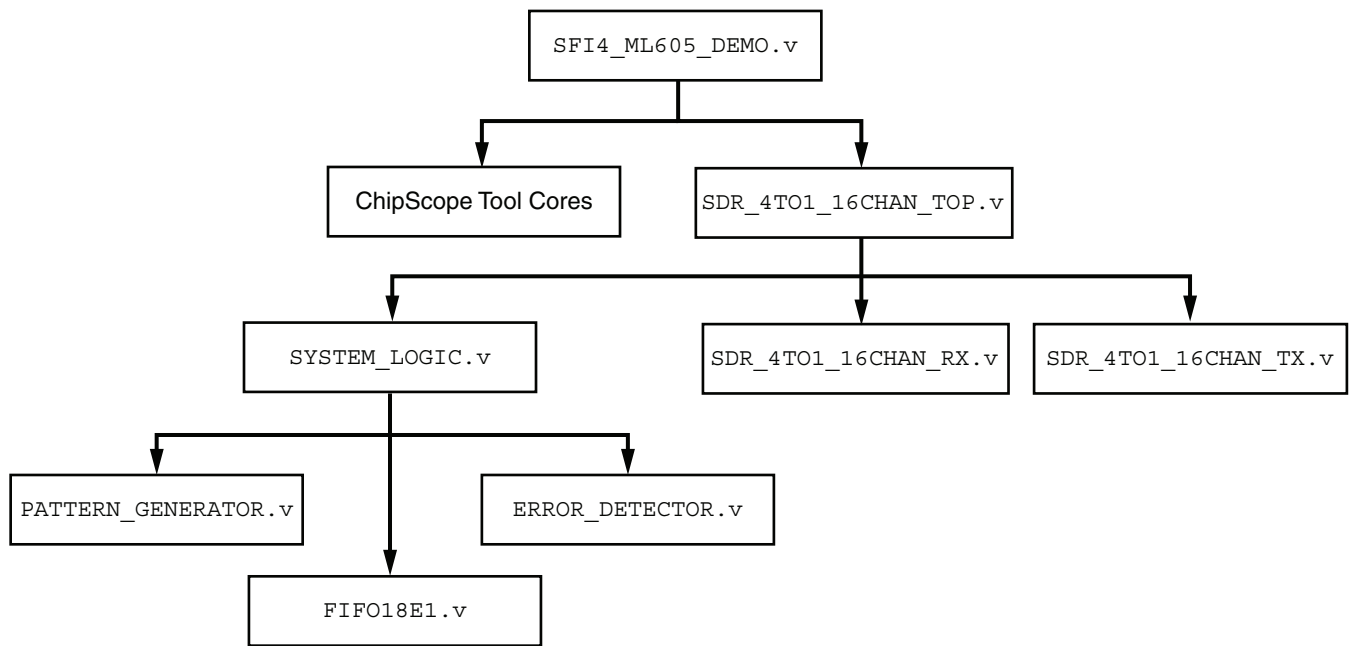 SFI4_ML605_DEMO.v
ChipScope Tool Cores
SDR_4TO1_16CHAN_TOP.v
SYSTEM_LOGIC.v
SDR_4TO1_16CHAN_RX.v
SDR_4TO1_16CHAN_TX.v
PATTERN_GENERATOR.v
ERROR_DETECTOR.v
FIFO18E1.v